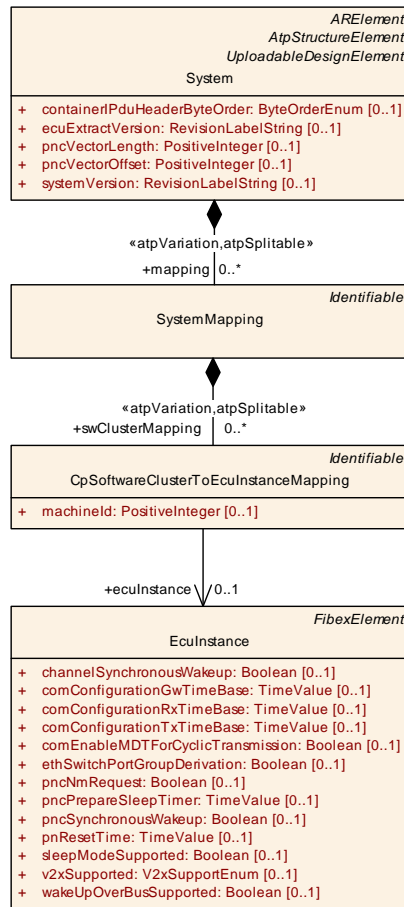 ARElement
AtpStructureElement
UploadableDesignElement
System
+ containerIPduHeaderByteOrder: ByteOrderEnum [0..1]
+ ecuExtractVersion: RevisionLabelString [0..1]
+ pncVectorLength: PositiveInteger [0..1]
+ pncVectorOffset: PositiveInteger [0..1]
+ systemVersion: RevisionLabelString [0..1]
«atpVariation,atpSplitable»
+mapping 0..*
Identifiable
SystemMapping
«atpVariation,atpSplitable»
+swClusterMapping 0..*
Identifiable
CpSoftwareClusterToEcuInstanceMapping
+ machineId: PositiveInteger [0..1]
+ecuInstance 0..1
FibexElement
EcuInstance
+ channelSynchronousWakeup: Boolean [0..1]
+ comConfigurationGwTimeBase: TimeValue [0..1]
+ comConfigurationRxTimeBase: TimeValue [0..1]
+ comConfigurationTxTimeBase: TimeValue [0..1]
+ comEnableMDTForCyclicTransmission: Boolean [0..1]
+ ethSwitchPortGroupDerivation: Boolean [0..1]
+ pncNmRequest: Boolean [0..1]
+ pncPrepareSleepTimer: TimeValue [0..1]
+ pncSynchronousWakeup: Boolean [0..1]
+ pnResetTime: TimeValue [0..1]
+ sleepModeSupported: Boolean [0..1]
+ v2xSupported: V2xSupportEnum [0..1]
+ wakeUpOverBusSupported: Boolean [0..1]